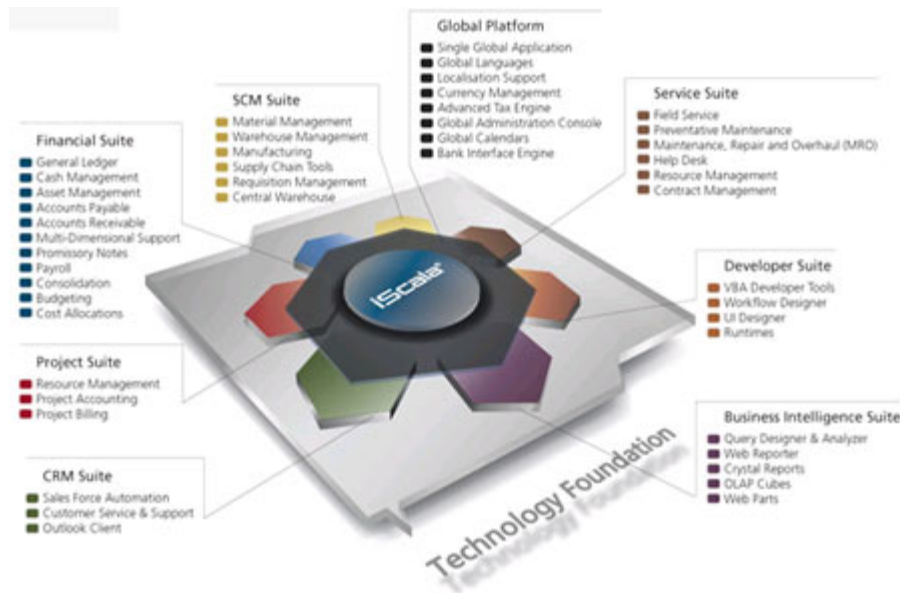 Global Platform
Single Global Application
Global Languages
Localisation Support
Currency Management
Advanced Tax Engine
Global Administration Console
Global Calendars
Bank Interface Engine
SCM Suite
Material Management
Warehouse Management
Manufacturing
Supply Chain Tools
Requisition Management
Central Warehouse
Service Suite
Field Service
Preventative Maintenance
Maintenance, Repair and Overhaul (MRO)
Help Desk
Resource Management
Contract Management
Financial Suite
General Ledger
Cash Management
Asset Management
Accounts Payable
Accounts Receivable
Multi-Dimensional Support
Promissory Notes
Payroll
Consolidation
Budgeting
Cost Allocations
iScala®
Developer Suite
VBA Developer Tools
Workflow Designer
UI Designer
Runtimes
Project Suite
Resource Management
Project Accounting
Project Billing
Business Intelligence Suite
Query Designer & Analyzer
Web Reporter
Crystal Reports
OLAP Cubes
Web Parts
CRM Suite
Sales Force Automation
Customer Service & Support
Outlook Client
Technology Foundation